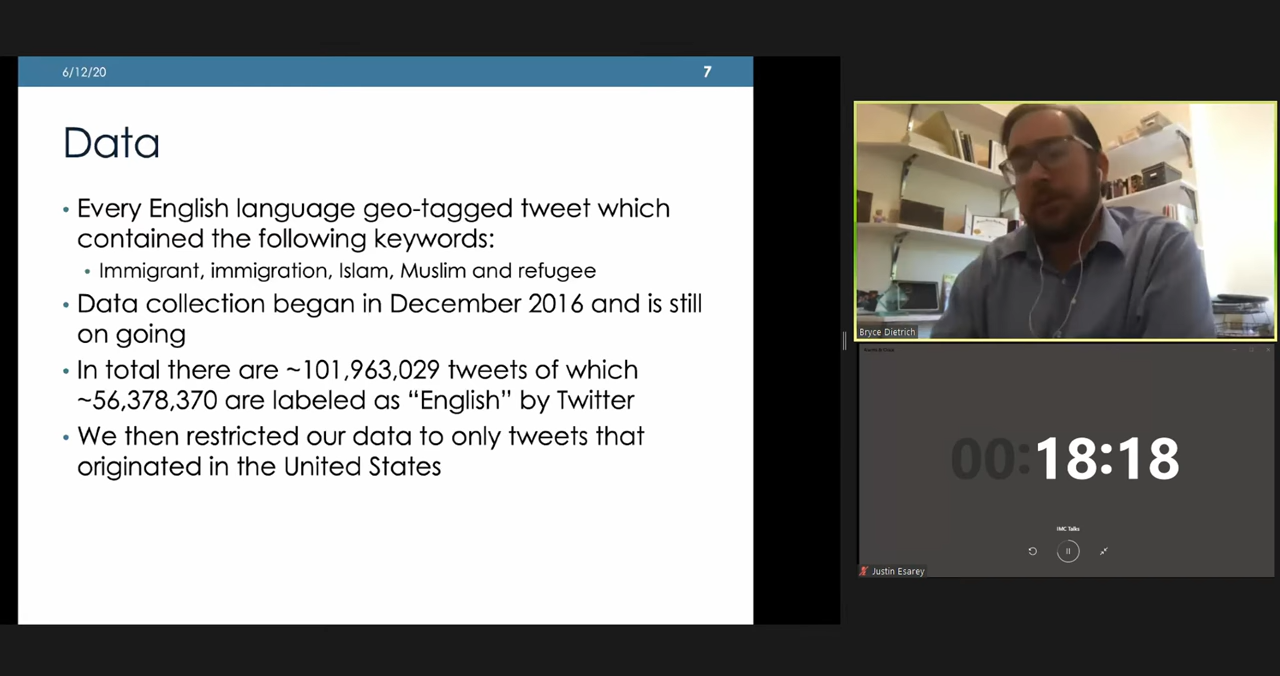 6/12/20
7
Data
• Every English language geo-tagged tweet which
contained the following keywords:
• Immigrant, immigration, Islam, Muslim and refugee
• Data collection began in December 2016 and is still
on going
• In total there are ~101,963,029 tweets of which
~56,378,370 are labeled as “English” by Twitter
• We then restricted our data to only tweets that
originated in the United States
Bryce Dietrich
00:18:18
IMC Talks
Justin Esarey